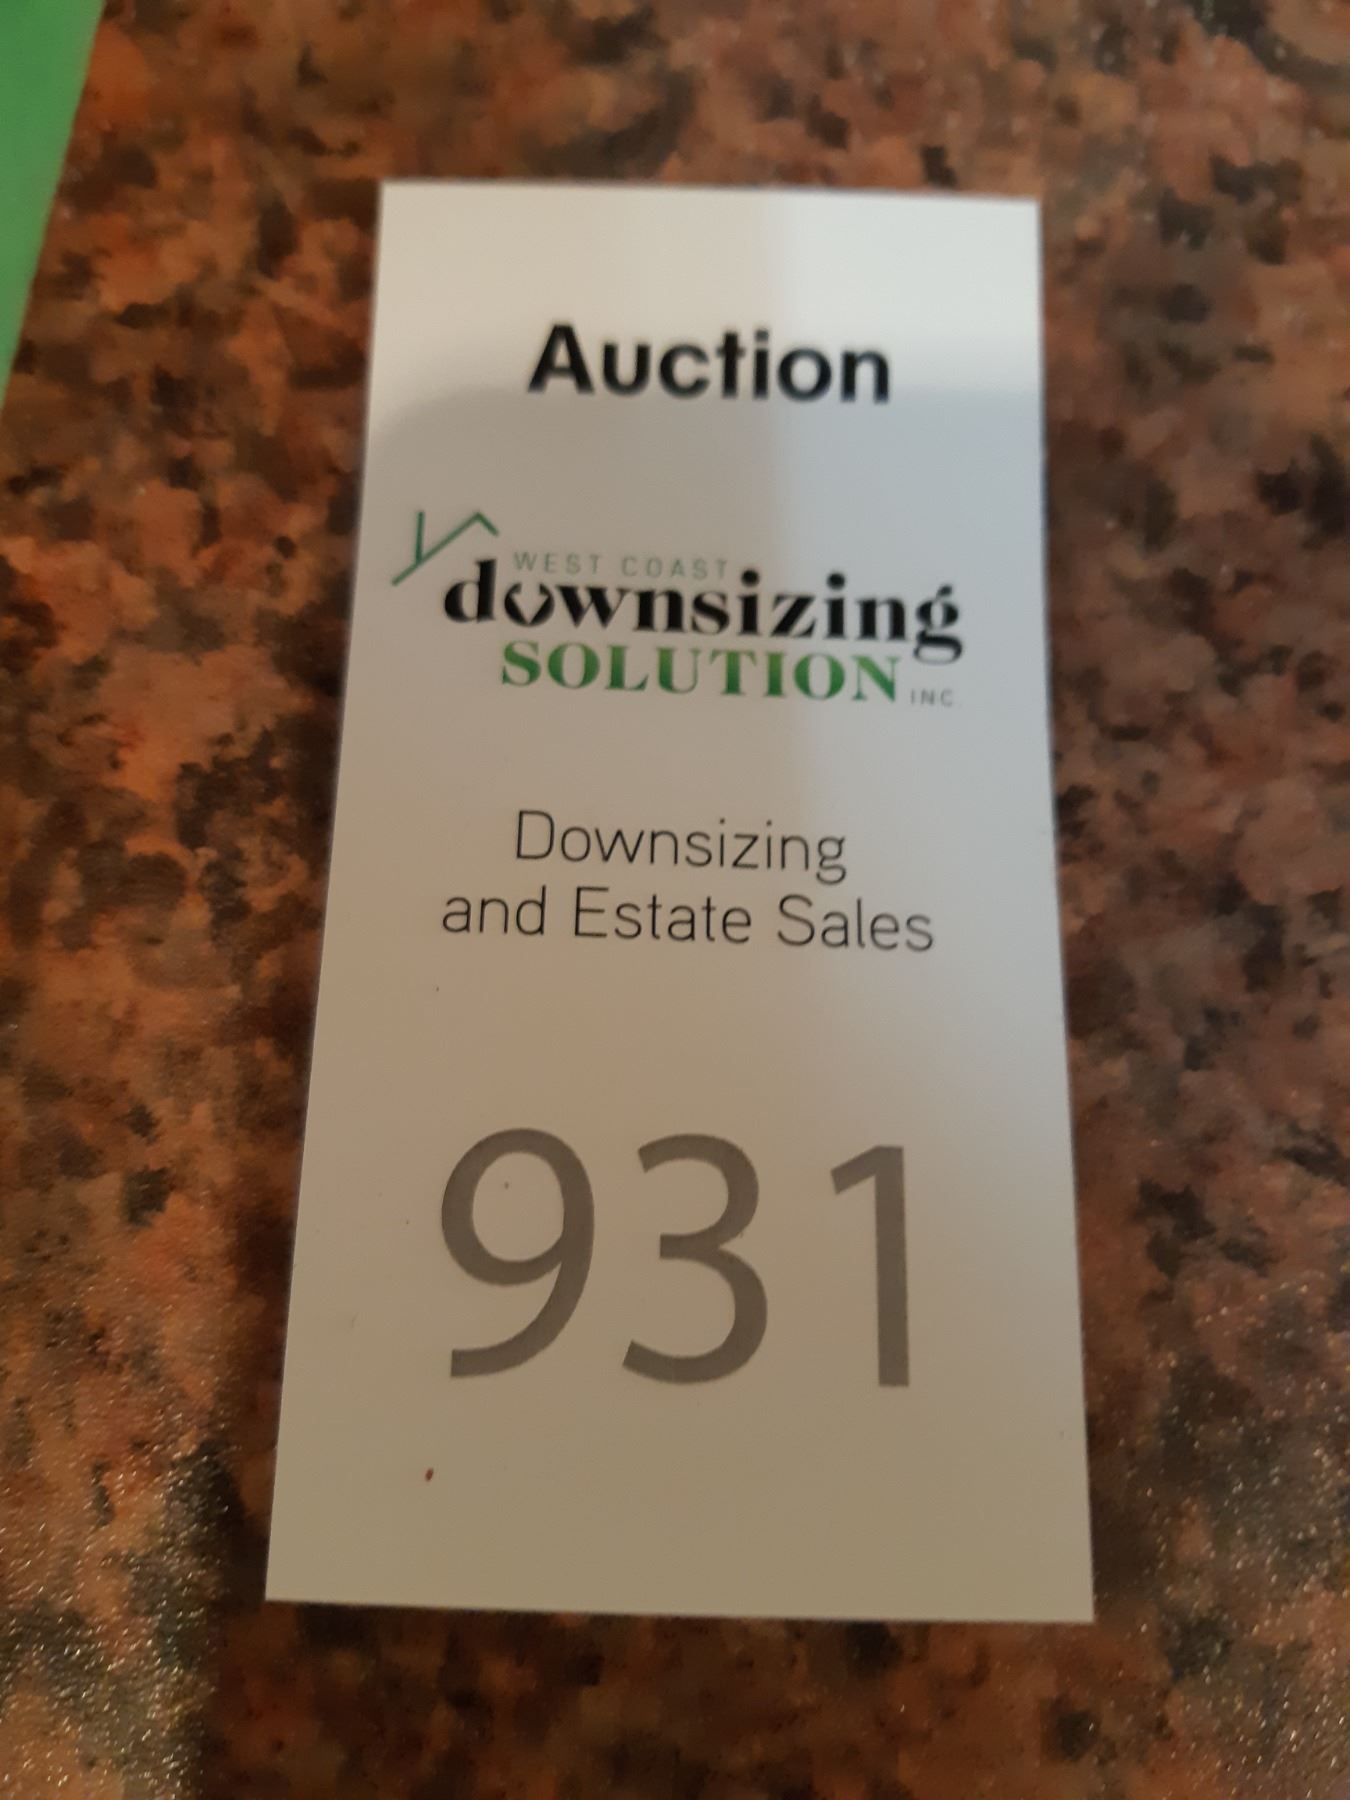 Auction
WEST COAST
downsizing
SOLUTION INC.
Downsizing
and Estate Sales
931